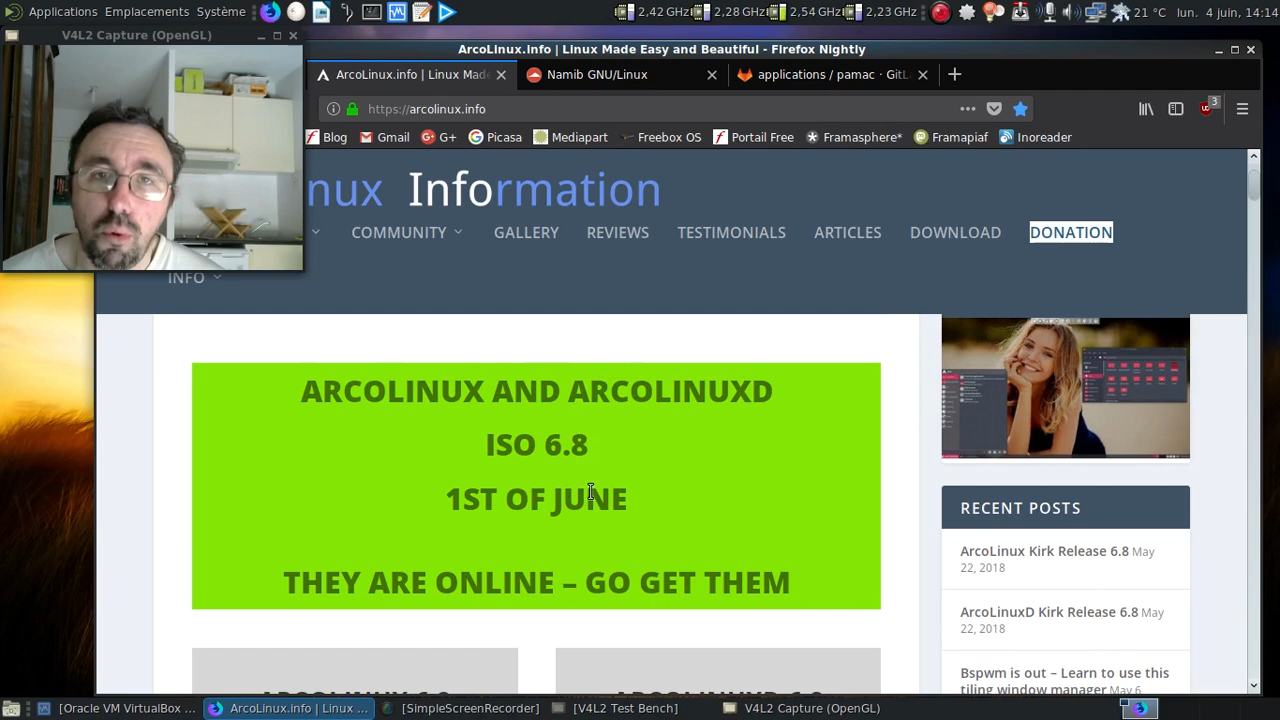 Applications Emplacements Système 2,42 GHz 2,28 GHz 2,54 GHz 2,23 GHz 21 °C lun. 4 juin, 14:14
V4L2 Capture (OpenGL)
ArcoLinux.Info | Linux Made Easy and Beautiful - Firefox Nightly
ArcoLinux.info | Linux Made Namib GNU/Linux applications / pamac · GitL
https://arcolinux.info 3
Blog Gmail G+ Picasa Mediapart Freebox OS Portail Free Framasphère* Framapiaf Inoreader
nux Information
COMMUNITY GALLERY REVIEWS TESTIMONIALS ARTICLES DOWNLOAD DONATION
INFO
ARCOLINUX AND ARCOLINUXD
ISO 6.8
1ST OF JUNE
THEY ARE ONLINE – GO GET THEM
RECENT POSTS
ArcoLinux Kirk Release 6.8 May
22, 2018
ArcoLinuxD Kirk Release 6.8 May
22, 2018
Bspwm is out – Learn to use this
tiling window manager May 6
[Oracle VM VirtualBox ... ArcoLinux.Info | Linux ... [SimpleScreenRecorder] [V4L2 Test Bench] V4L2 Capture (OpenGL)